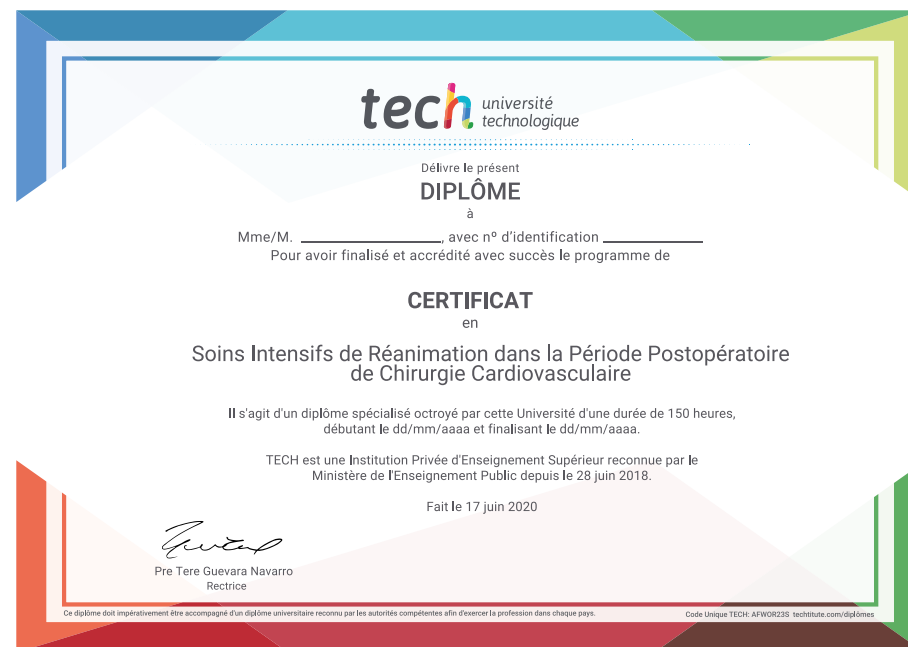 tech université
technologique
Délivre le présent
DIPLÔME
à
Mme/M. ____________________, avec nº d'identification ______________
Pour avoir finalisé et accrédité avec succès le programme de
CERTIFICAT
en
Soins Intensifs de Réanimation dans la Période Postopératoire
de Chirurgie Cardiovasculaire
Il s'agit d'un diplôme spécialisé octroyé par cette Université d'une durée de 150 heures,
débutant le dd/mm/aaaa et finalisant le dd/mm/aaaa.
TECH est une Institution Privée d'Enseignement Supérieur reconnue par le
Ministère de l'Enseignement Public depuis le 28 juin 2018.
Fait le 17 juin 2020
Pre Tere Guevara Navarro
Rectrice
Ce diplôme doit impérativement être accompagné d'un diplôme universitaire reconnu par les autorités compétentes afin d'exercer la profession dans chaque pays.
Code Unique TECH: AFWOR23S techtitute.com/diplômes